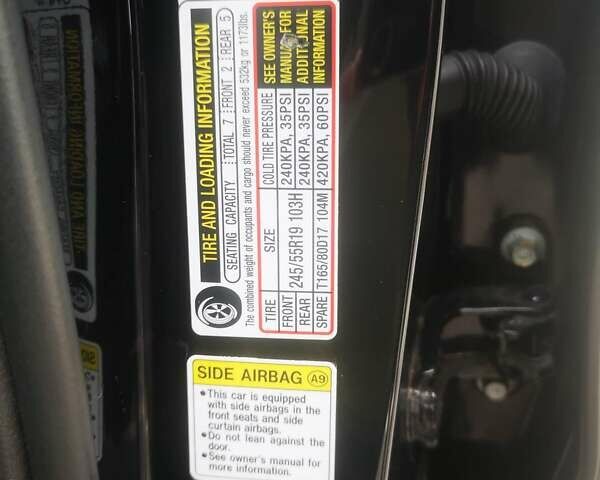 TIRE AND LOADING INFORMATION
SEATING CAPACITY TOTAL 7 FRONT 2 REAR 5
The combined weight of occupants and cargo should never exceed 532kg or 1173lbs.
TIRE SIZE COLD TIRE PRESSURE
FRONT 245/55R19 103H 240KPA, 35PSI
REAR 240KPA, 35PSI
SPARE T165/80D17 104M 420KPA, 60PSI
SEE OWNER'S
MANUAL FOR
ADDITIONAL
INFORMATION
SIDE AIRBAG A9
•This car is equipped
with side airbags in the
front seats and side
curtain airbags.
•Do not lean against the
door.
•See owner's manual for
more information.